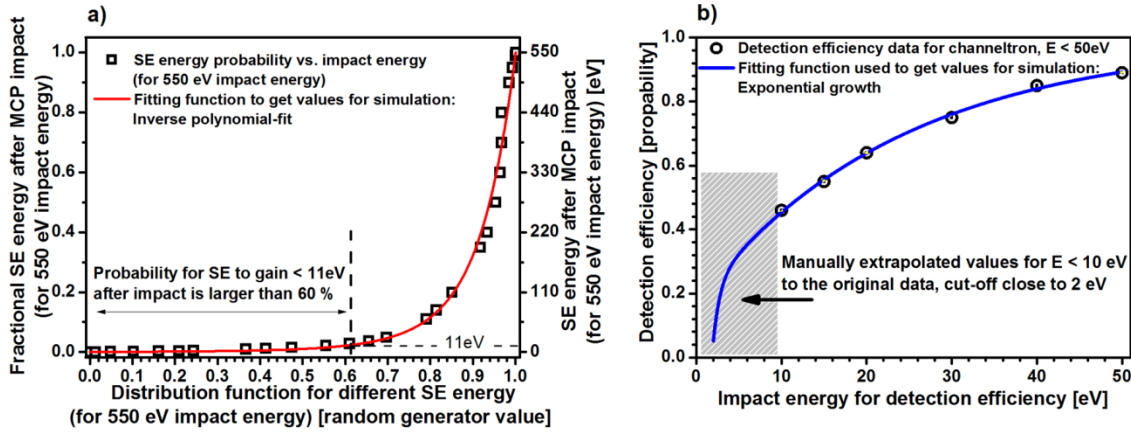 a)
Fractional SE energy after MCP impact
(for 550 eV impact energy)
1.0
0.8
0.6
0.4
0.2
0.0
SE energy probability vs. impact energy
(for 550 eV impact energy)
Fitting function to get values for simulation:
Inverse polynomial-fit
Probability for SE to gain < 11eV
after impact is larger than 60 %
11eV
550
440
330
220
110
0
SE energy after MCP impact
(for 550 eV impact energy) [eV]
0.0 0.1 0.2 0.3 0.4 0.5 0.6 0.7 0.8 0.9 1.0
Distribution function for different SE energy
(for 550 eV impact energy) [random generator value]
b)
Detection efficiency [propability]
1.0
0.8
0.6
0.4
0.2
0.0
Detection efficiency data for channeltron, E < 50eV
Fitting function used to get values for simulation:
Exponential growth
Manually extrapolated values for E < 10 eV
to the original data, cut-off close to 2 eV
0 10 20 30 40 50
Impact energy for detection efficiency [eV]